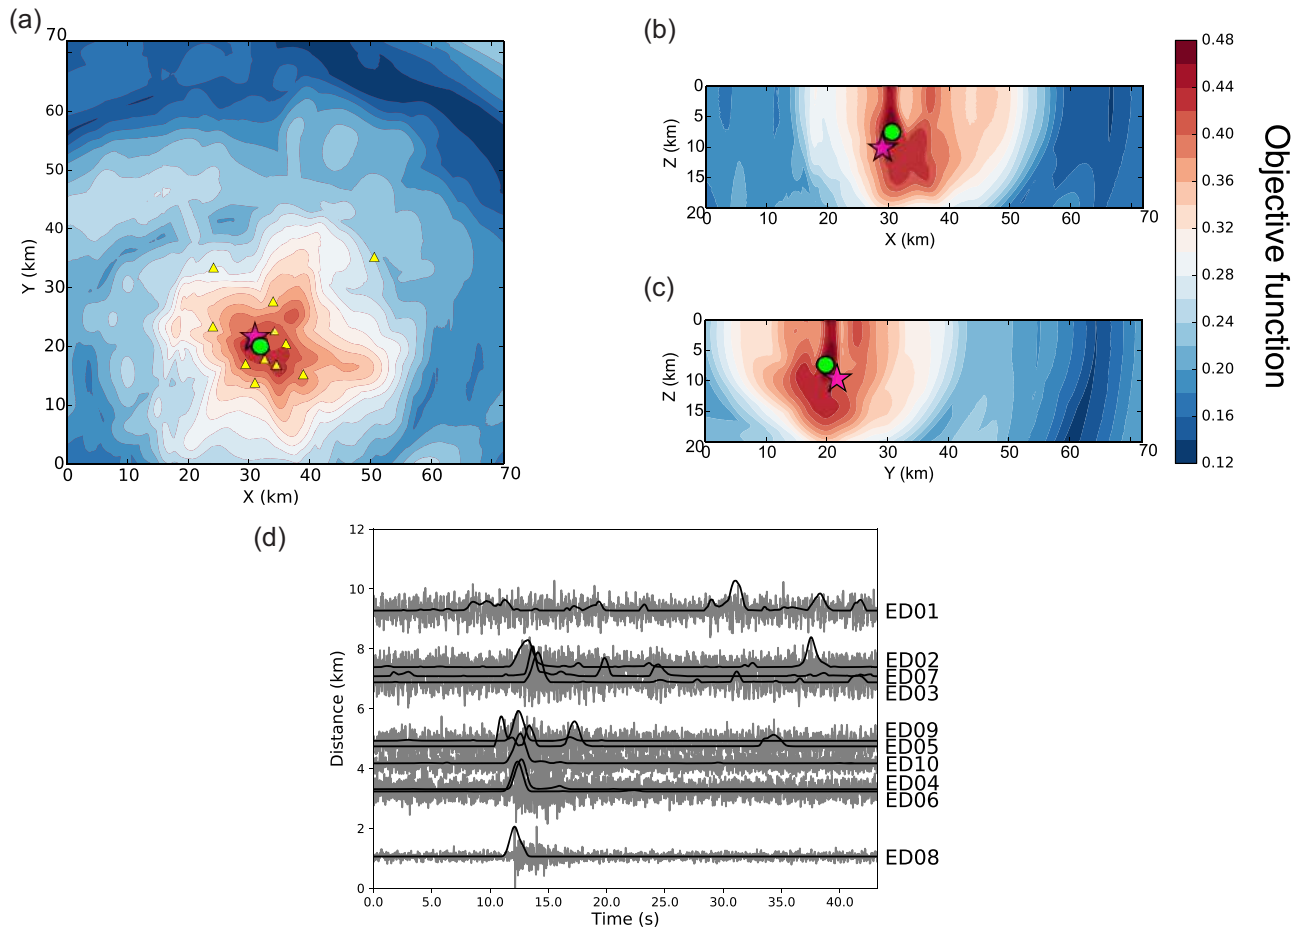 (a)
70
60
50
40
30
20
10
0
Y (km)
0 10 20 30 40 50 60 70
X (km)
(b)
0
5
10
15
20
Z (km)
0 10 20 30 40 50 60 70
X (km)
(c)
0
5
10
15
20
Z (km)
0 10 20 30 40 50 60 70
Y (km)
0.48
0.44
0.40
0.36
0.32
0.28
0.24
0.20
0.16
0.12
Objective function
(d)
12
10
8
6
4
2
0
Distance (km)
ED01
ED02
ED07
ED03
ED09
ED05
ED10
ED04
ED06
ED08
0.0 5.0 10.0 15.0 20.0 25.0 30.0 35.0 40.0
Time (s)